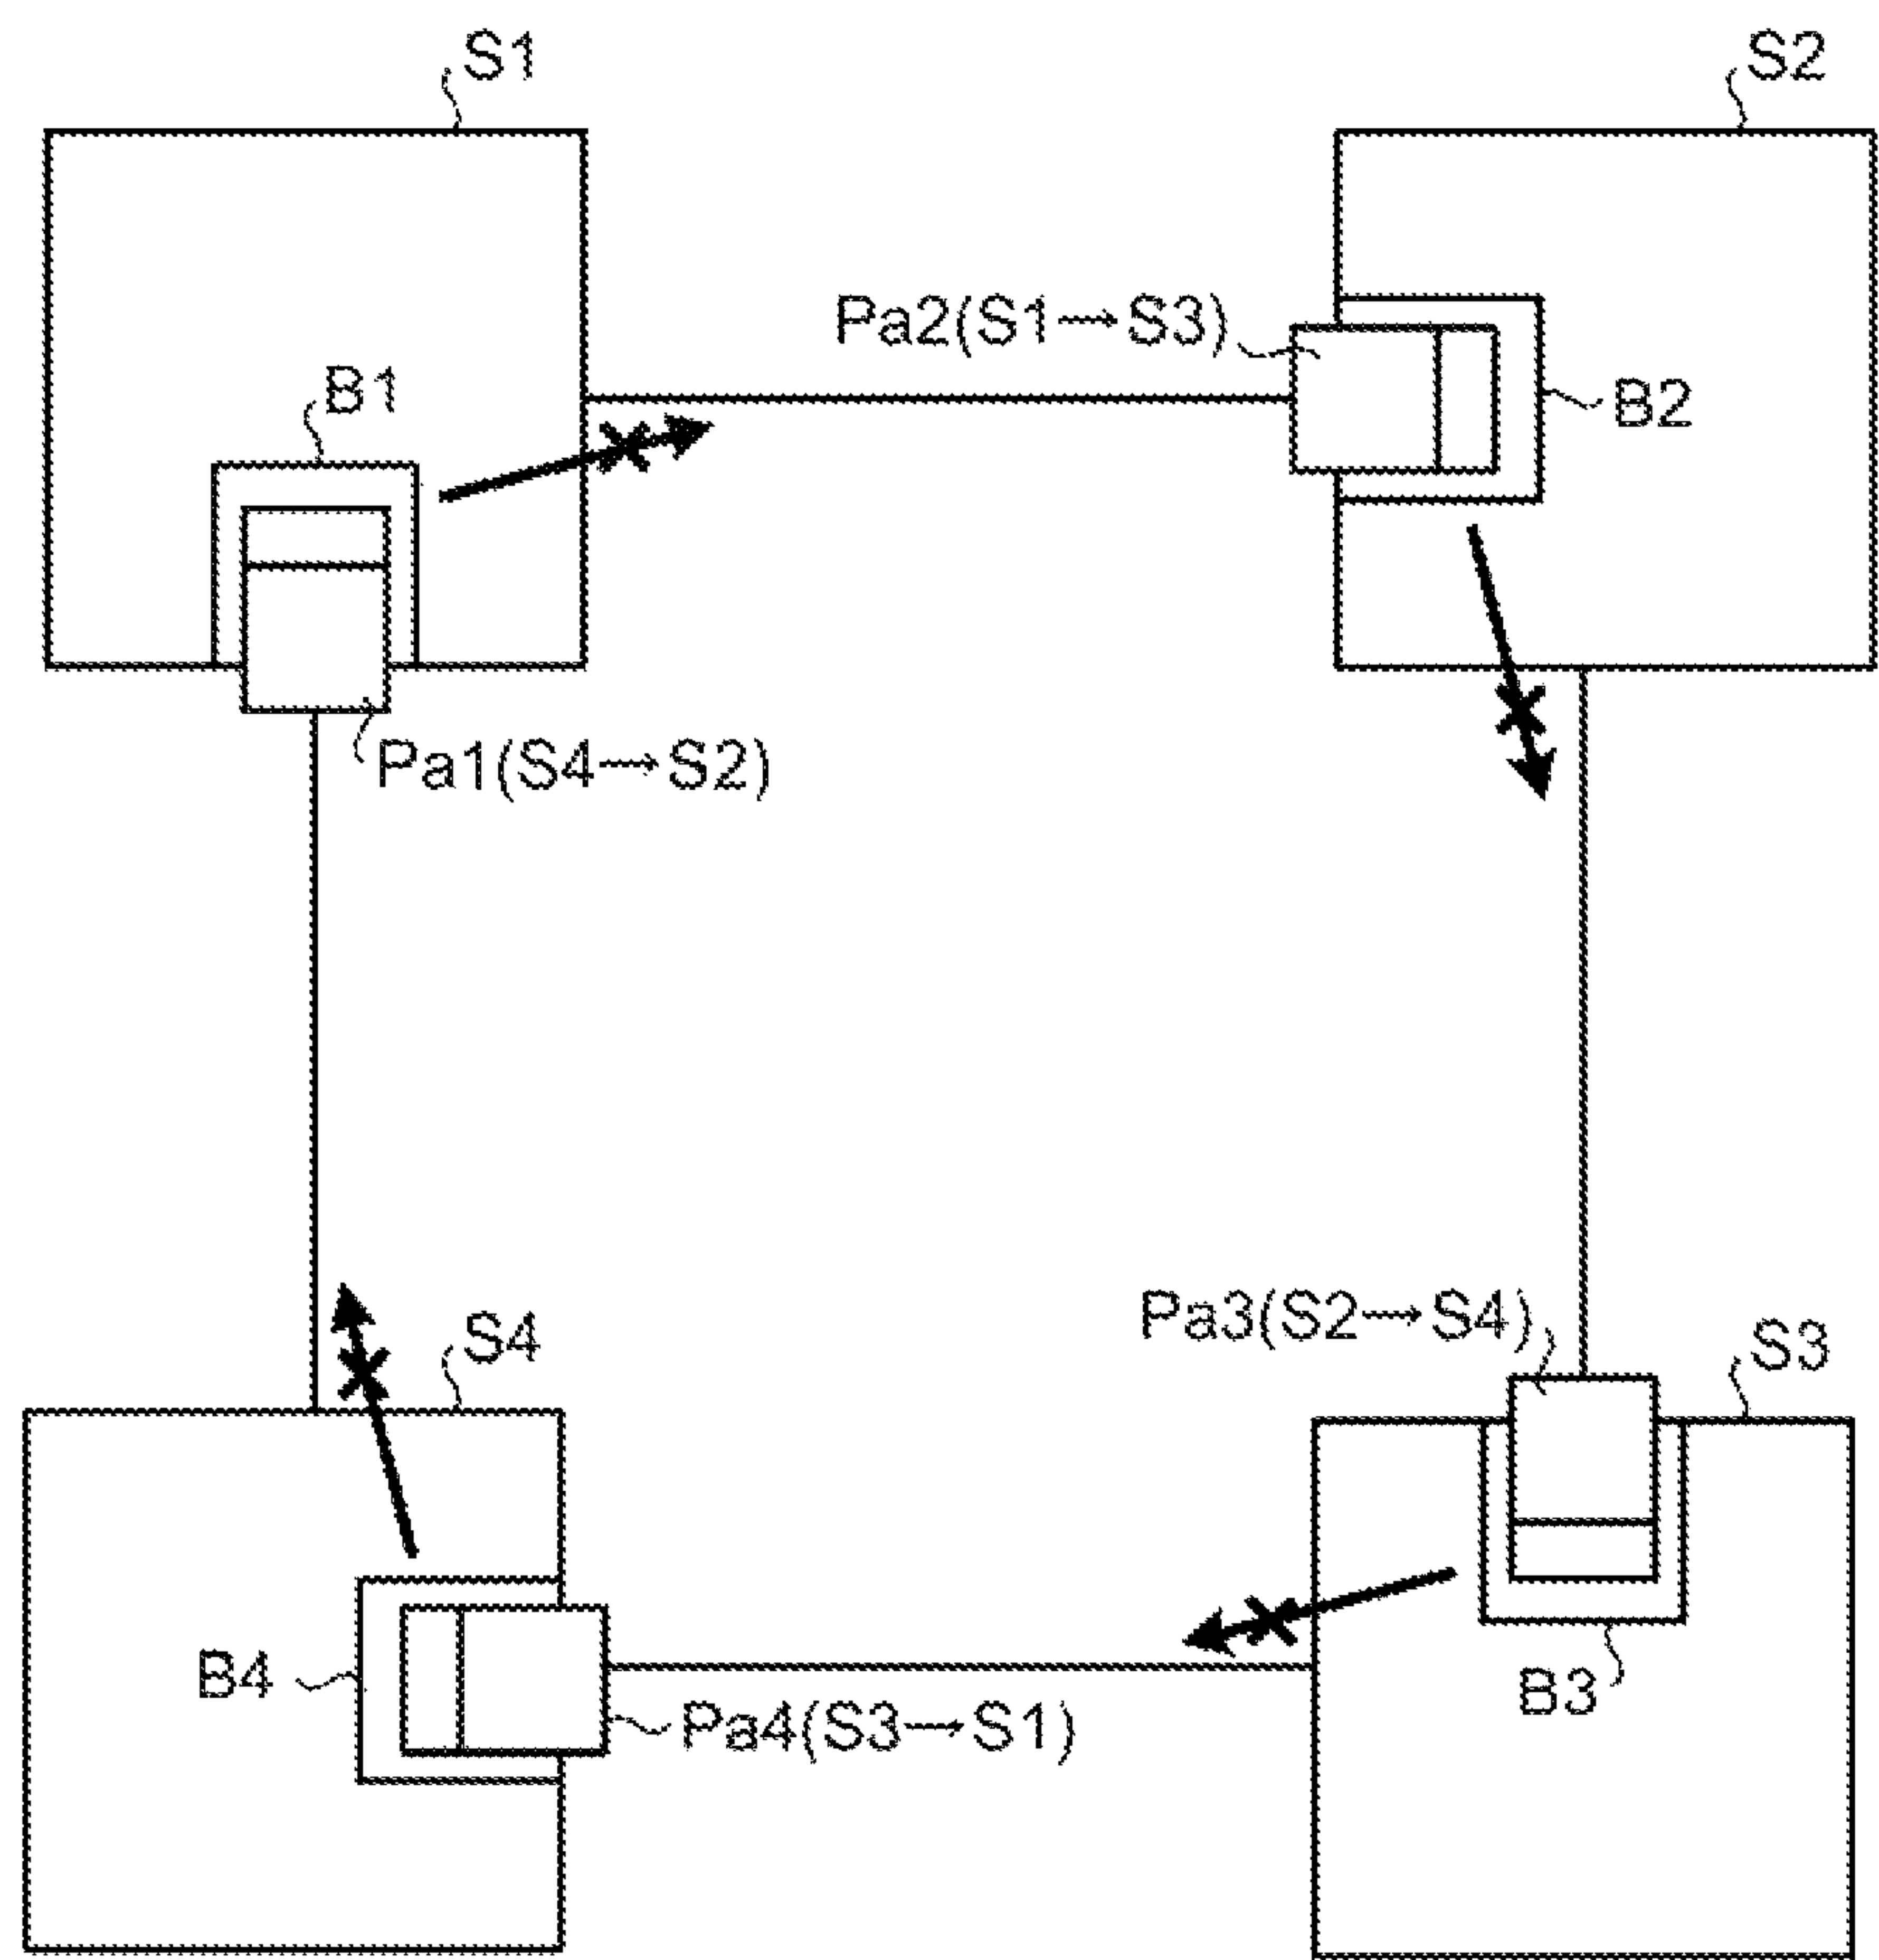 S1
S2
Pa2(S1→S3)
B1
B2
Pa1(S4→S2)
Pa3(S2→S4)
S4
S3
B4
B3
Pa4(S3→S1)